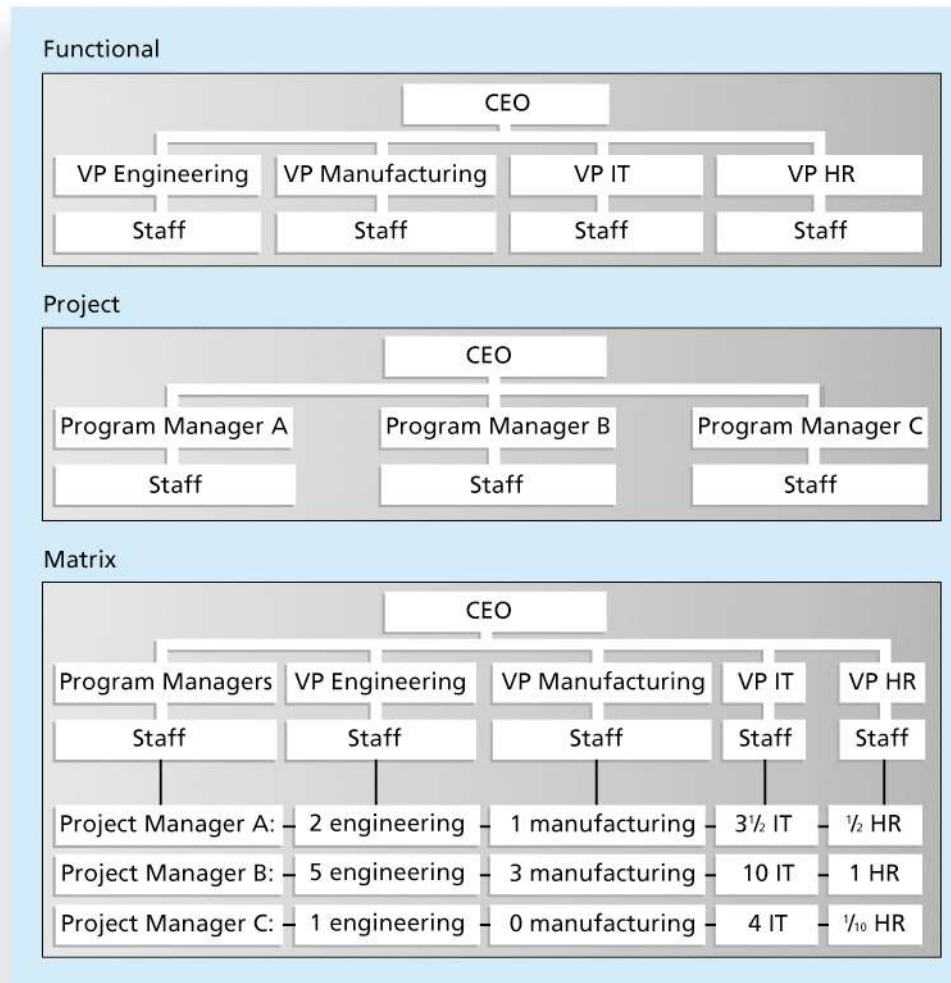 Functional
CEO
VP Engineering VP Manufacturing VP IT VP HR
Staff Staff Staff Staff
Project
CEO
Program Manager A Program Manager B Program Manager C
Staff Staff Staff
Matrix
CEO
Program Managers VP Engineering VP Manufacturing VP IT VP HR
Staff Staff Staff Staff Staff
Project Manager A: 2 engineering 1 manufacturing 3½ IT ½ HR
Project Manager B: 5 engineering 3 manufacturing 10 IT 1 HR
Project Manager C: 1 engineering 0 manufacturing 4 IT 1/10 HR